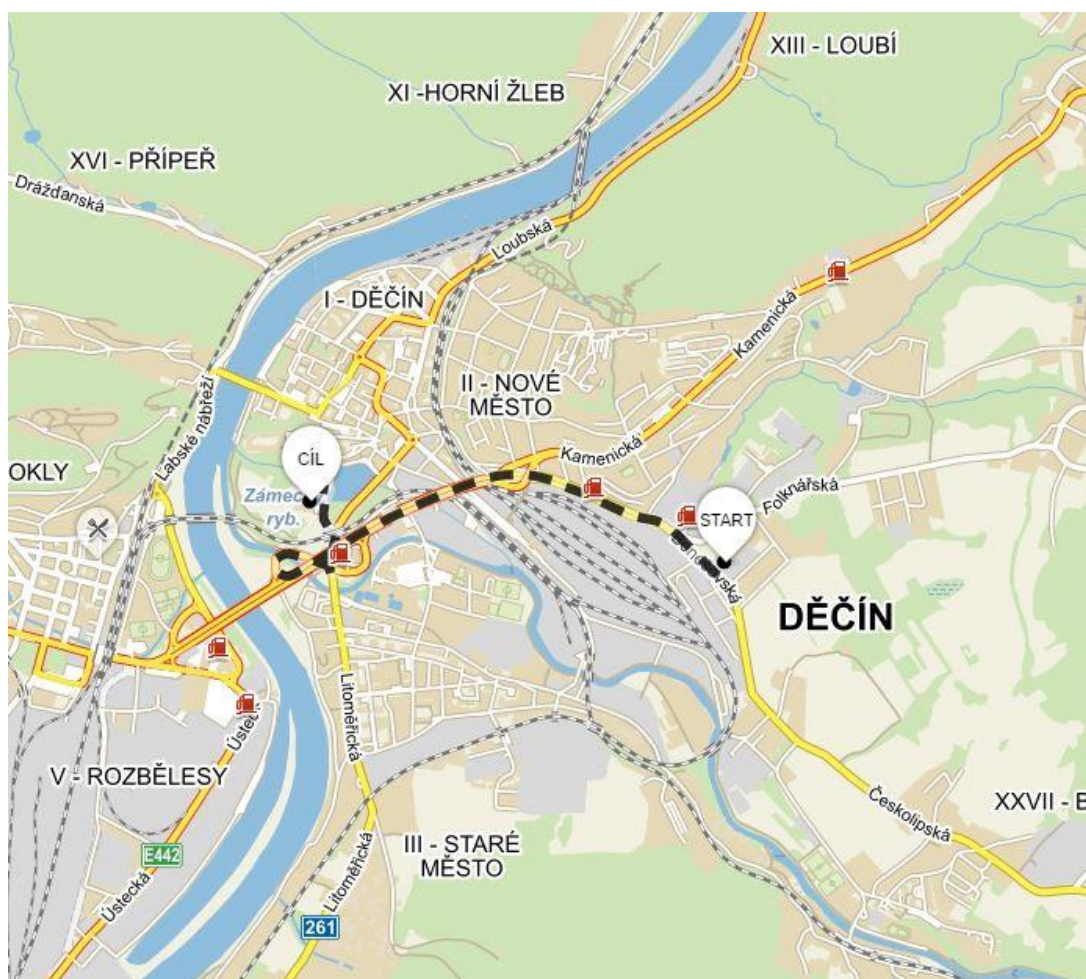 XIII - LOUBÍ
XI -HORNÍ ŽLEB
XVI - PŘÍPEŘ
Drážďanská
Loubská
I - DĚČÍN
Kamenická
II - NOVÉ
MĚSTO
Labské nábřeží
Kamenická
OKLY
CÍL
Folknářská
Zámec
ryb.
START
DĚČÍN
Litoměřická
Ústeck
V - ROZBĚLESY
Českolipská
XXVII - B
III - STARÉ
MĚSTO
E442
Litoměřická
Ústecká
261